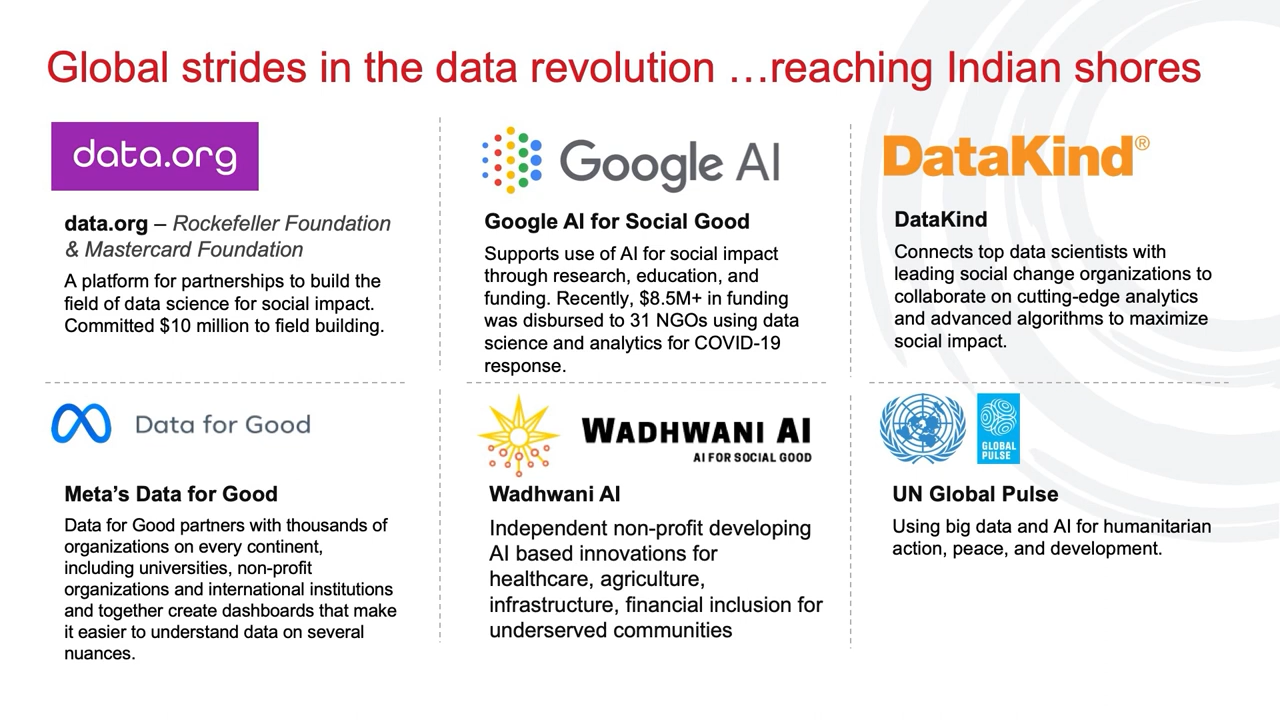 Global strides in the data revolution …reaching Indian shores
data.org
data.org – Rockefeller Foundation
& Mastercard Foundation
A platform for partnerships to build the
field of data science for social impact.
Committed $10 million to field building.
Google AI
Google AI for Social Good
Supports use of AI for social impact
through research, education, and
funding. Recently, $8.5M+ in funding
was disbursed to 31 NGOs using data
science and analytics for COVID-19
response.
DataKind®
DataKind
Connects top data scientists with
leading social change organizations to
collaborate on cutting-edge analytics
and advanced algorithms to maximize
social impact.
Data for Good
Meta’s Data for Good
Data for Good partners with thousands of
organizations on every continent,
including universities, non-profit
organizations and international institutions
and together create dashboards that make
it easier to understand data on several
nuances.
WADHWANI AI
AI FOR SOCIAL GOOD
Wadhwani AI
Independent non-profit developing
AI based innovations for
healthcare, agriculture,
infrastructure, financial inclusion for
underserved communities
GLOBAL
PULSE
UN Global Pulse
Using big data and AI for humanitarian
action, peace, and development.